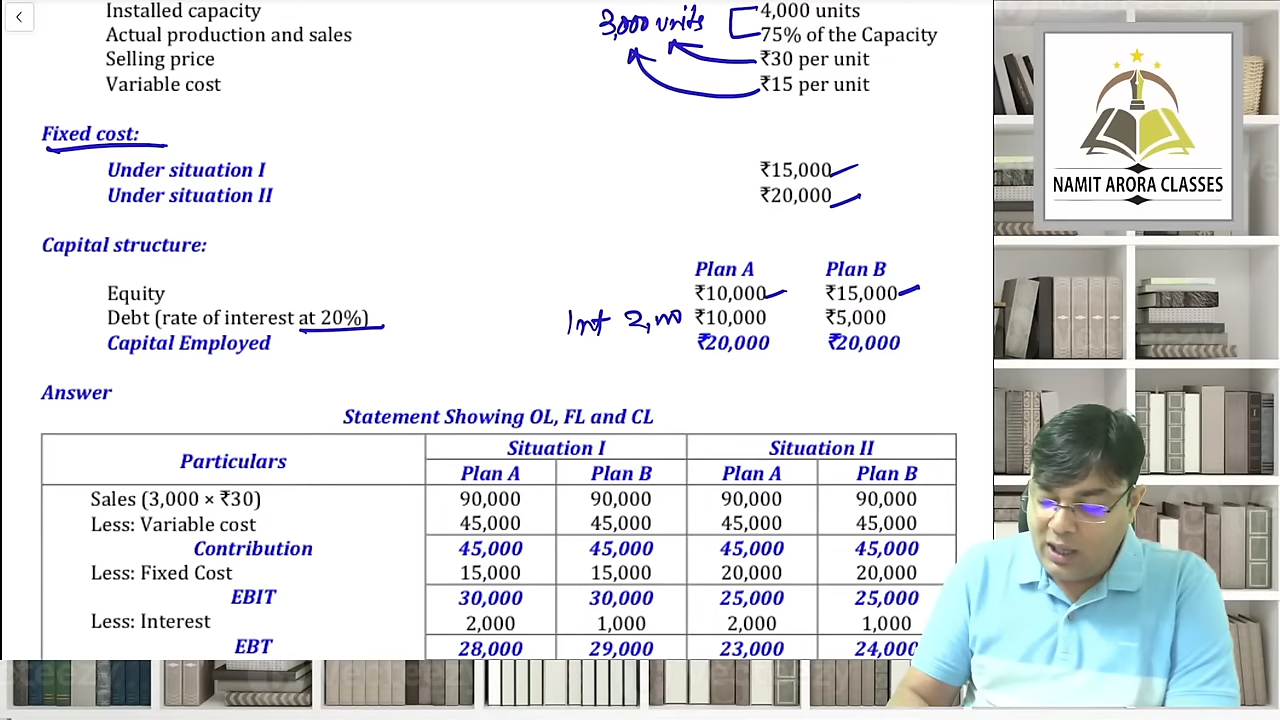 Installed capacity 3,000 units 4,000 units
Actual production and sales 75% of the Capacity
Selling price ₹30 per unit
Variable cost ₹15 per unit
Fixed cost:
Under situation I ₹15,000
Under situation II ₹20,000
Capital structure:
Plan A Plan B
Equity ₹10,000 ₹15,000
Debt (rate of interest at 20%) Int ₹10,000 ₹5,000
Capital Employed ₹20,000 ₹20,000
Answer
Statement Showing OL, FL and CL
Particulars Situation I Situation II
Plan A Plan B Plan A Plan B
Sales (3,000 × ₹30) 90,000 90,000 90,000 90,000
Less: Variable cost 45,000 45,000 45,000 45,000
Contribution 45,000 45,000 45,000 45,000
Less: Fixed Cost 15,000 15,000 20,000 20,000
EBIT 30,000 30,000 25,000 25,000
Less: Interest 2,000 1,000 2,000 1,000
EBT 28,000 29,000 23,000 24,000
NAMIT ARORA CLASSES